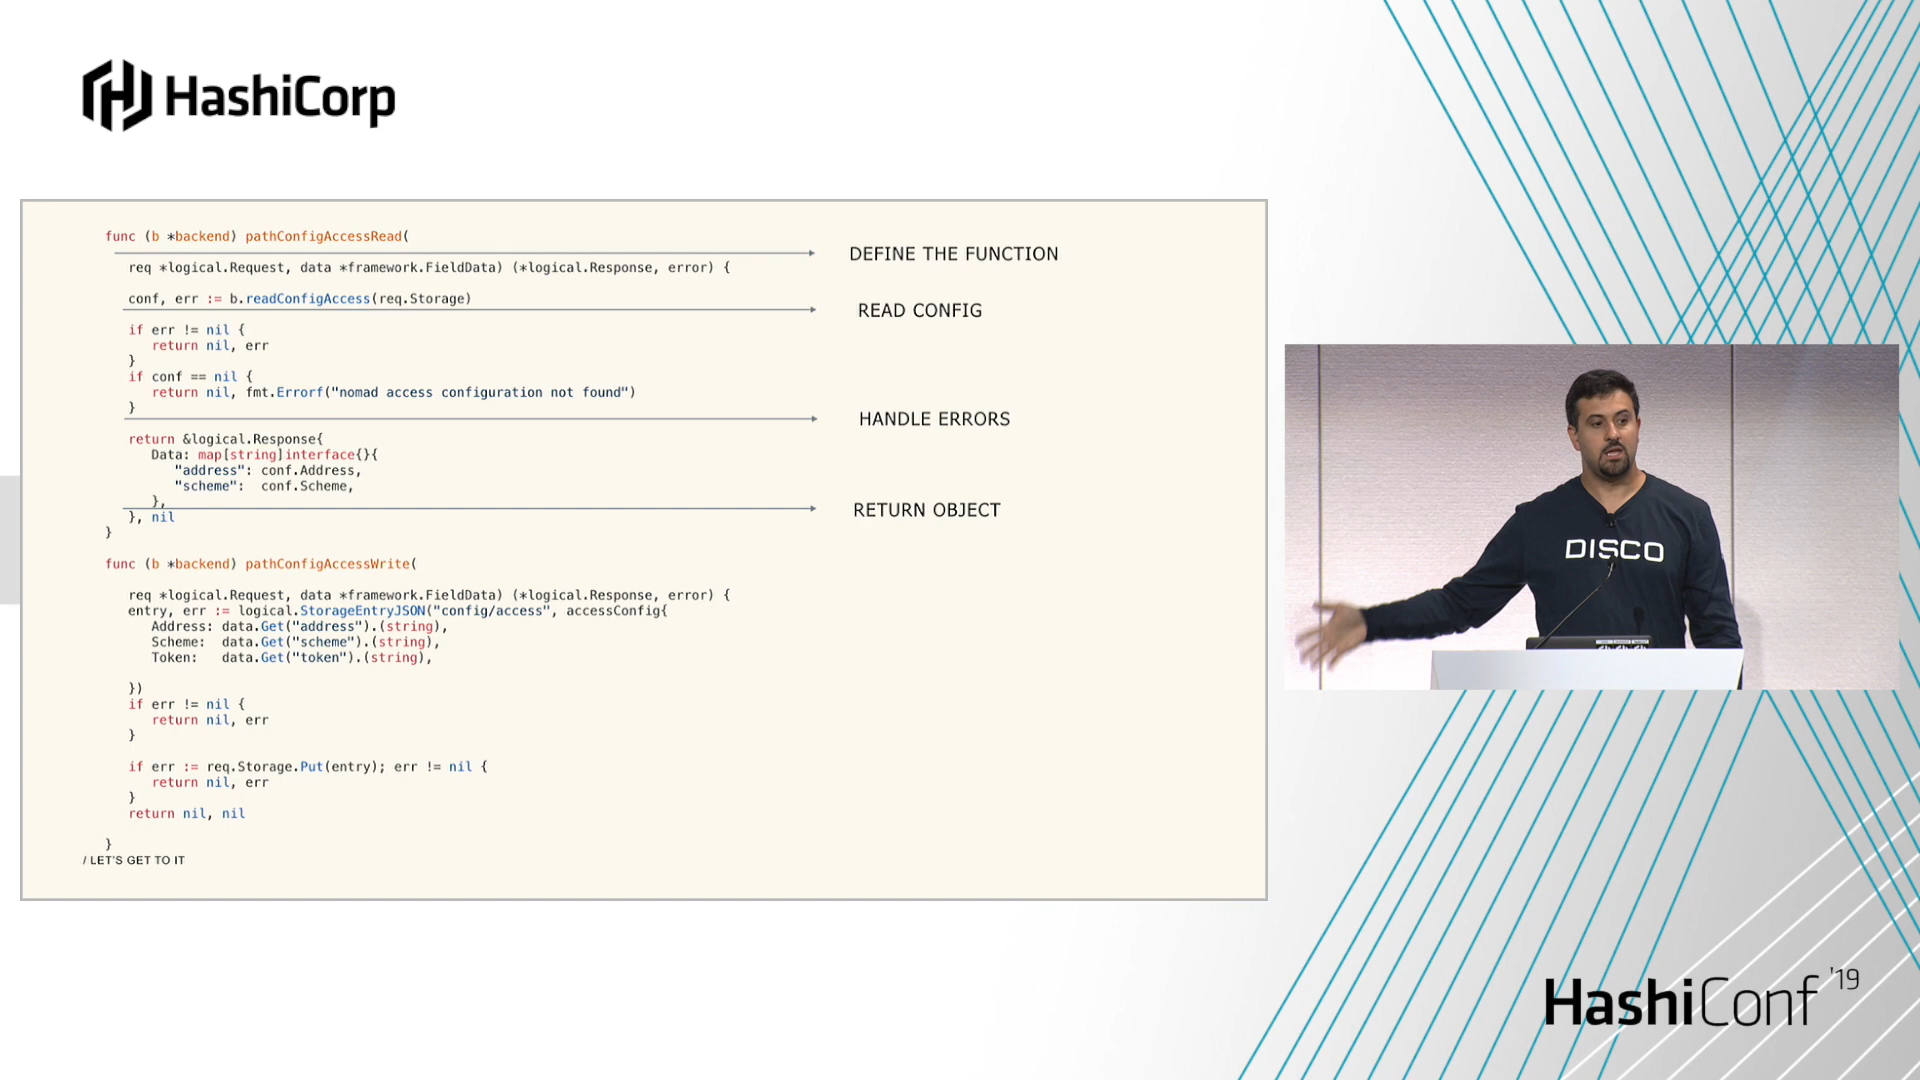 HashiCorp
func (b *backend) pathConfigAccessRead(
DEFINE THE FUNCTION
req *logical.Request, data *framework.FieldData) (*logical.Response, error) {
conf, err := b.readConfigAccess(req.Storage)
READ CONFIG
if err != nil {
return nil, err
}
if conf == nil {
return nil, fmt.Errorf("nomad access configuration not found")
}
HANDLE ERRORS
return &logical.Response{
Data: map[string]interface{}{
"address": conf.Address,
"scheme": conf.Scheme,
},
RETURN OBJECT
}, nil
}
func (b *backend) pathConfigAccessWrite(
req *logical.Request, data *framework.FieldData) (*logical.Response, error) {
entry, err := logical.StorageEntryJSON("config/access", accessConfig{
Address: data.Get("address").(string),
Scheme: data.Get("scheme").(string),
Token: data.Get("token").(string),
})
if err != nil {
return nil, err
}
if err := req.Storage.Put(entry); err != nil {
return nil, err
}
return nil, nil
}
/ LET'S GET TO IT
DISCO
HashiConf '19